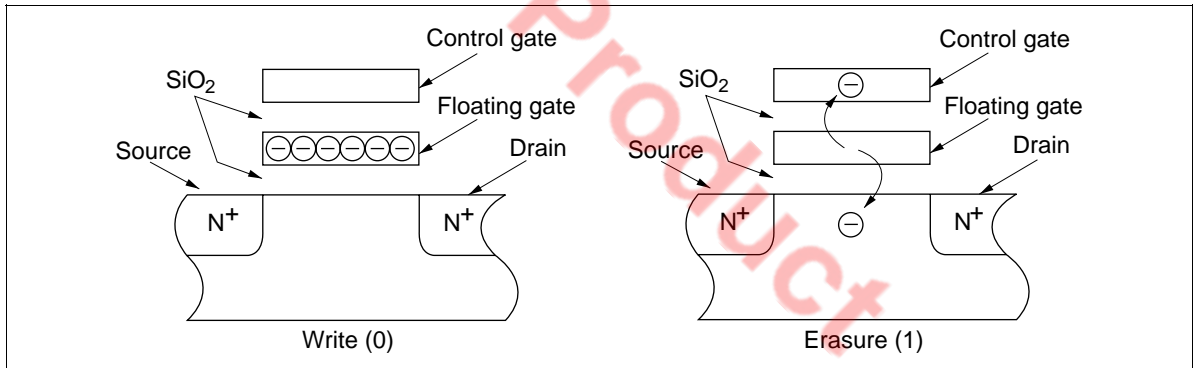 Control gate
SiO2
Floating gate
Source
Drain
N+
N+
Write (0)
Control gate
SiO2
Floating gate
Source
Drain
N+
N+
Erasure (1)
Product